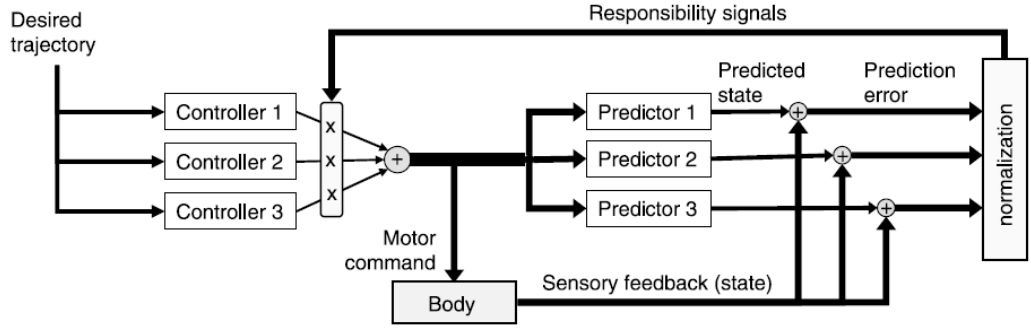 Responsibility signals
Desired
trajectory
Predicted
state
Prediction
error
Controller 1
x
Predictor 1
+
Controller 2
x
+
Predictor 2
+
Controller 3
x
Predictor 3
+
normalization
Motor
command
Body
Sensory feedback (state)